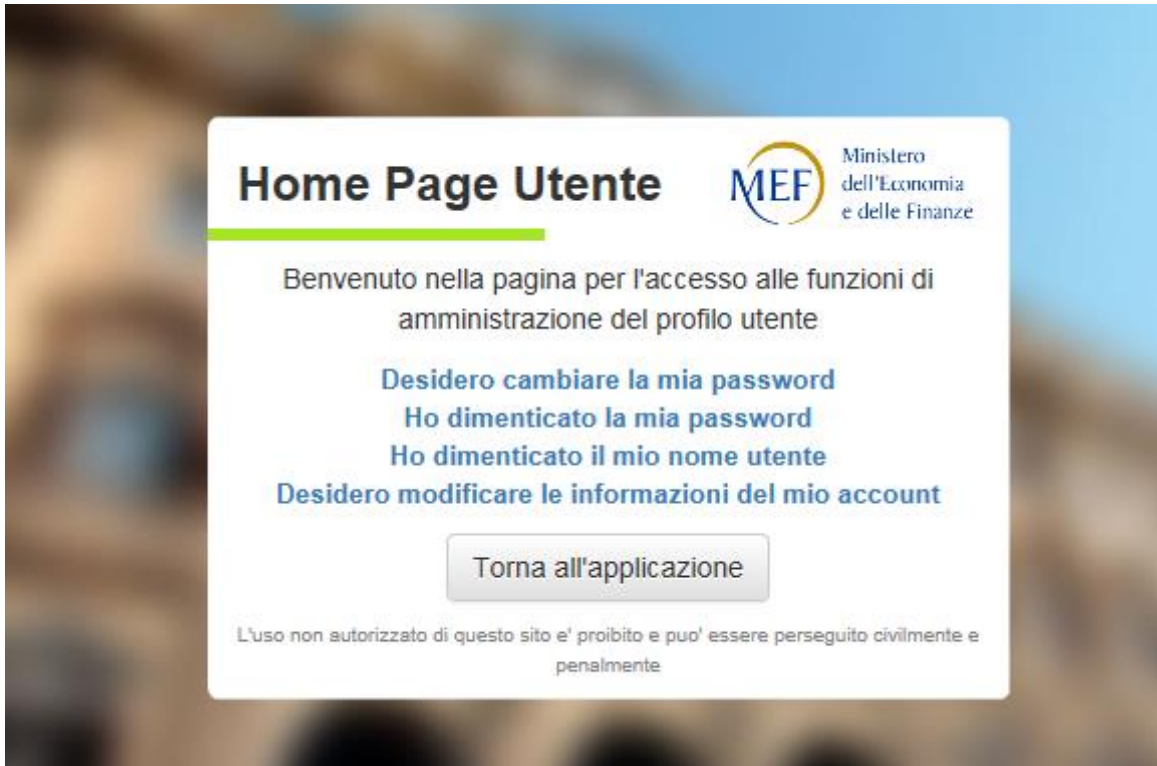 Home Page Utente
MEF
Ministero
dell'Economia
e delle Finanze
Benvenuto nella pagina per l'accesso alle funzioni di
amministrazione del profilo utente
Desidero cambiare la mia password
Ho dimenticato la mia password
Ho dimenticato il mio nome utente
Desidero modificare le informazioni del mio account
Torna all'applicazione
L'uso non autorizzato di questo sito e' proibito e puo' essere perseguito civilmente e
penalmente